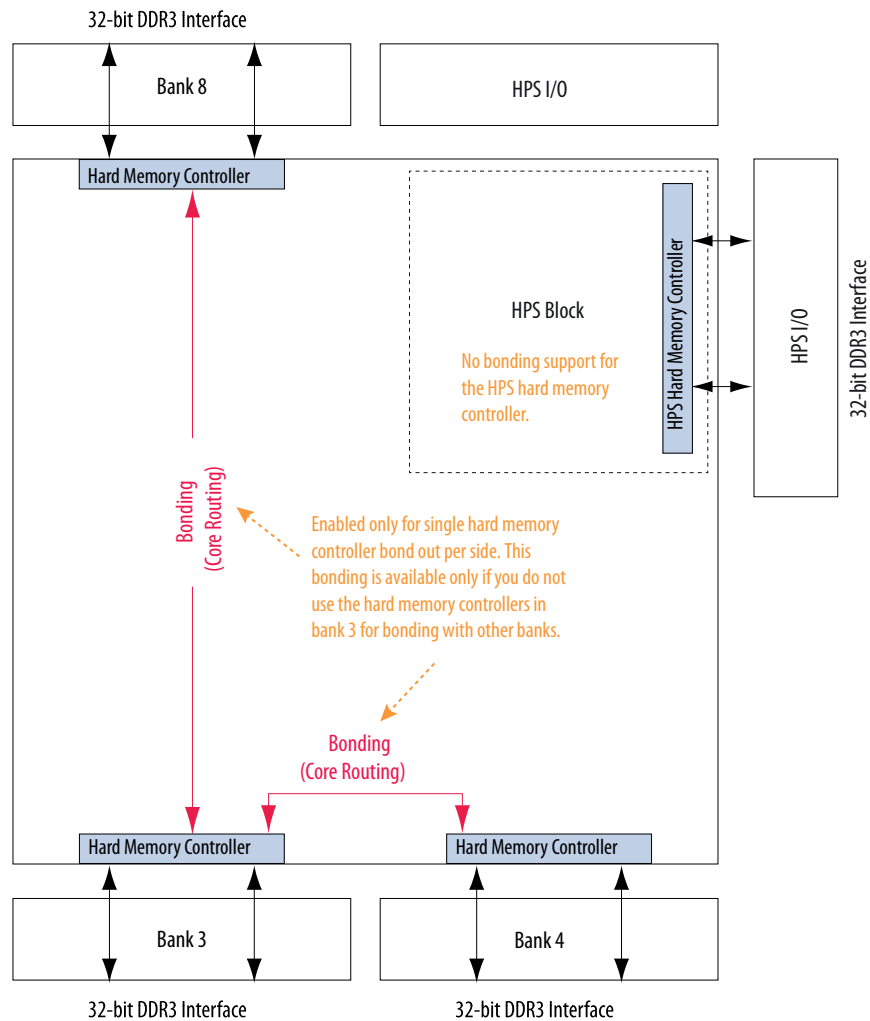 32-bit DDR3 Interface
Bank 8
HPS I/O
Hard Memory Controller
HPS Hard Memory Controller
HPS Block
No bonding support for
the HPS hard memory
controller.
HPS I/O
32-bit DDR3 Interface
Bonding
(Core Routing)
Enabled only for single hard memory
controller bond out per side. This
bonding is available only if you do not
use the hard memory controllers in
bank 3 for bonding with other banks.
Bonding
(Core Routing)
Hard Memory Controller
Hard Memory Controller
Bank 3
Bank 4
32-bit DDR3 Interface
32-bit DDR3 Interface